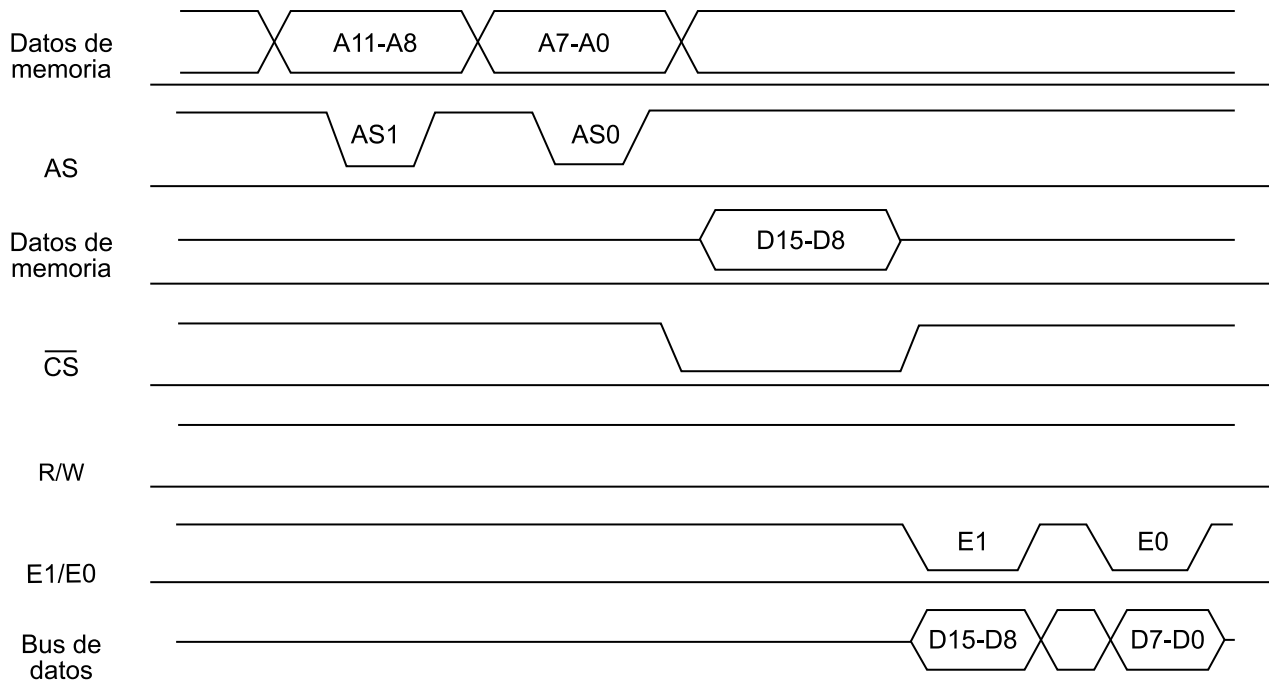 Datos de
memoria
A11-A8
A7-A0
AS
AS1
AS0
Datos de
memoria
D15-D8
CS
R/W
E1/E0
E1
E0
Bus de
datos
D15-D8
D7-D0